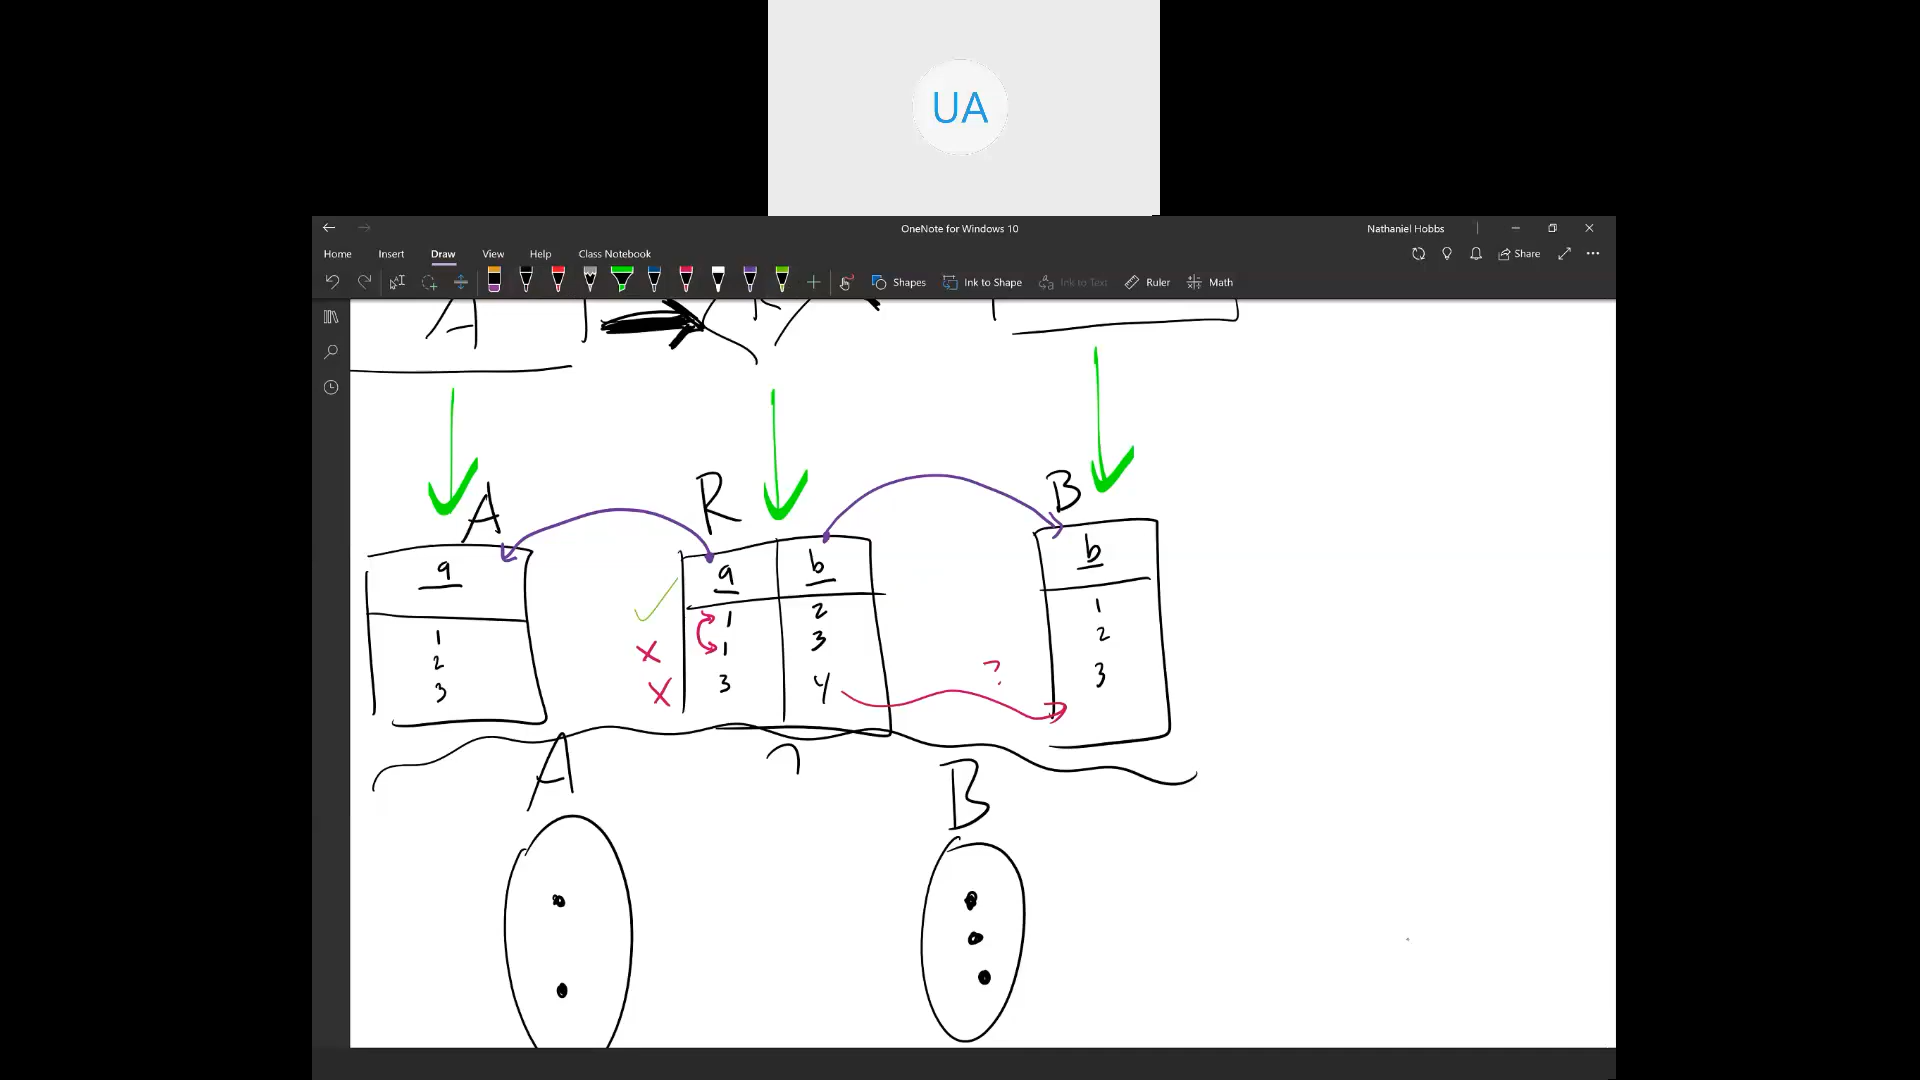 UA
OneNote for Windows 10
Nathaniel Hobbs
Home Insert Draw View Help Class Notebook
Share
Shapes Ink to Shape Ink to Text Ruler Math
A R
A R B
a a b b
1 1 2 1
2 1 3 2
3 3 4 3
?
A B